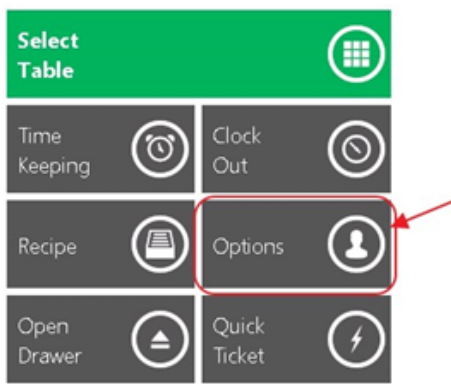 Select
Table
Time
Keeping
Clock
Out
Recipe
Options
Open
Drawer
Quick
Ticket